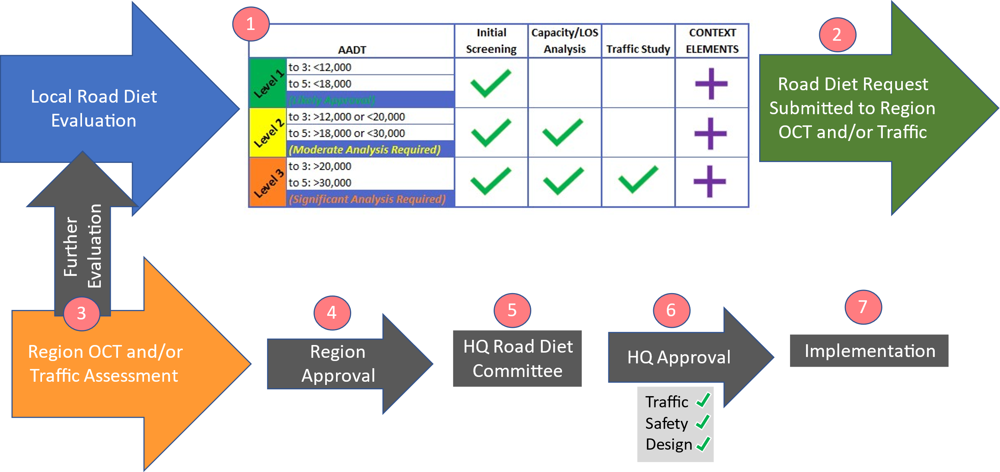 Local Road Diet
Evaluation
1
AADT
Initial
Screening
Capacity/LOS
Analysis
Traffic Study
CONTEXT
ELEMENTS
Level 1
to 3: <12,000
to 5: <18,000
(Likely Approval)
Level 2
to 3: >12,000 or <20,000
to 5: >18,000 or <30,000
(Moderate Analysis Required)
Level 3
to 3: >20,000
to 5: >30,000
(Significant Analysis Required)
2
Road Diet Request
Submitted to Region
OCT and/or Traffic
Further
Evaluation
3
Region OCT and/or
Traffic Assessment
4
Region
Approval
5
HQ Road Diet
Committee
6
HQ Approval
Traffic
Safety
Design
7
Implementation